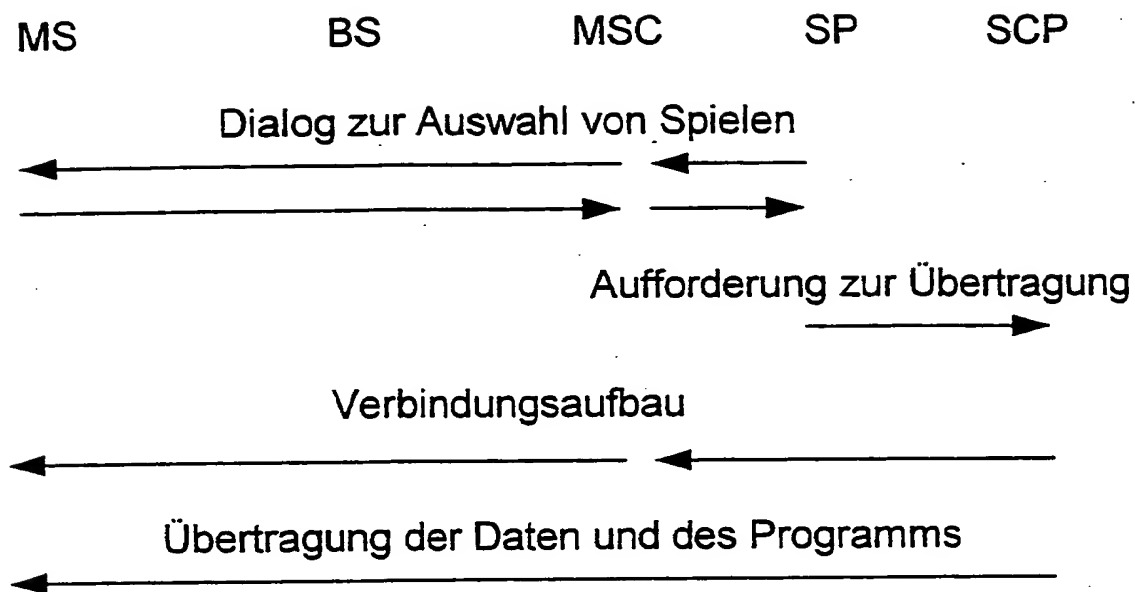 MS BS MSC SP SCP
Dialog zur Auswahl von Spielen
Aufforderung zur Übertragung
Verbindungsaufbau
Übertragung der Daten und des Programms